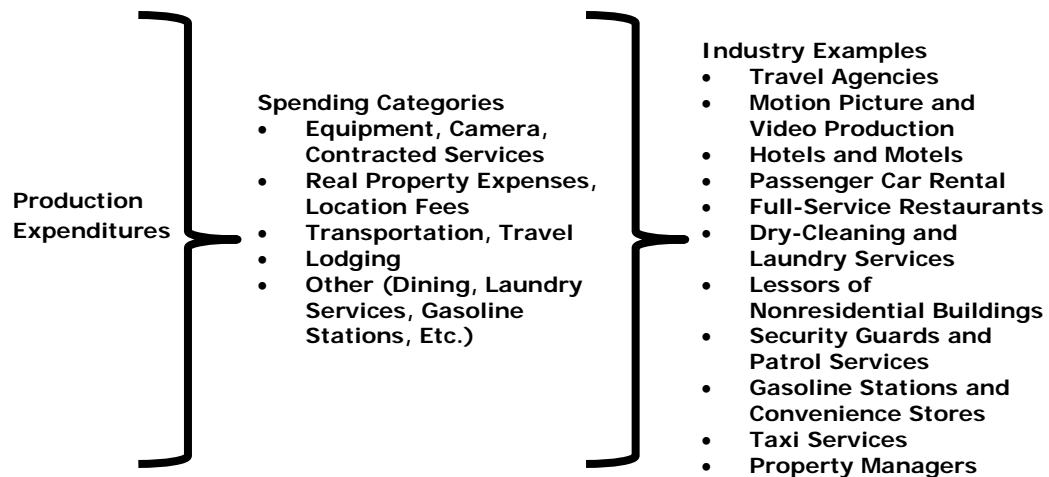 Production
Expenditures
Spending Categories
• Equipment, Camera,
Contracted Services
• Real Property Expenses,
Location Fees
• Transportation, Travel
• Lodging
• Other (Dining, Laundry
Services, Gasoline
Stations, Etc.)
Industry Examples
• Travel Agencies
• Motion Picture and
Video Production
• Hotels and Motels
• Passenger Car Rental
• Full-Service Restaurants
• Dry-Cleaning and
Laundry Services
• Lessors of
Nonresidential Buildings
• Security Guards and
Patrol Services
• Gasoline Stations and
Convenience Stores
• Taxi Services
• Property Managers